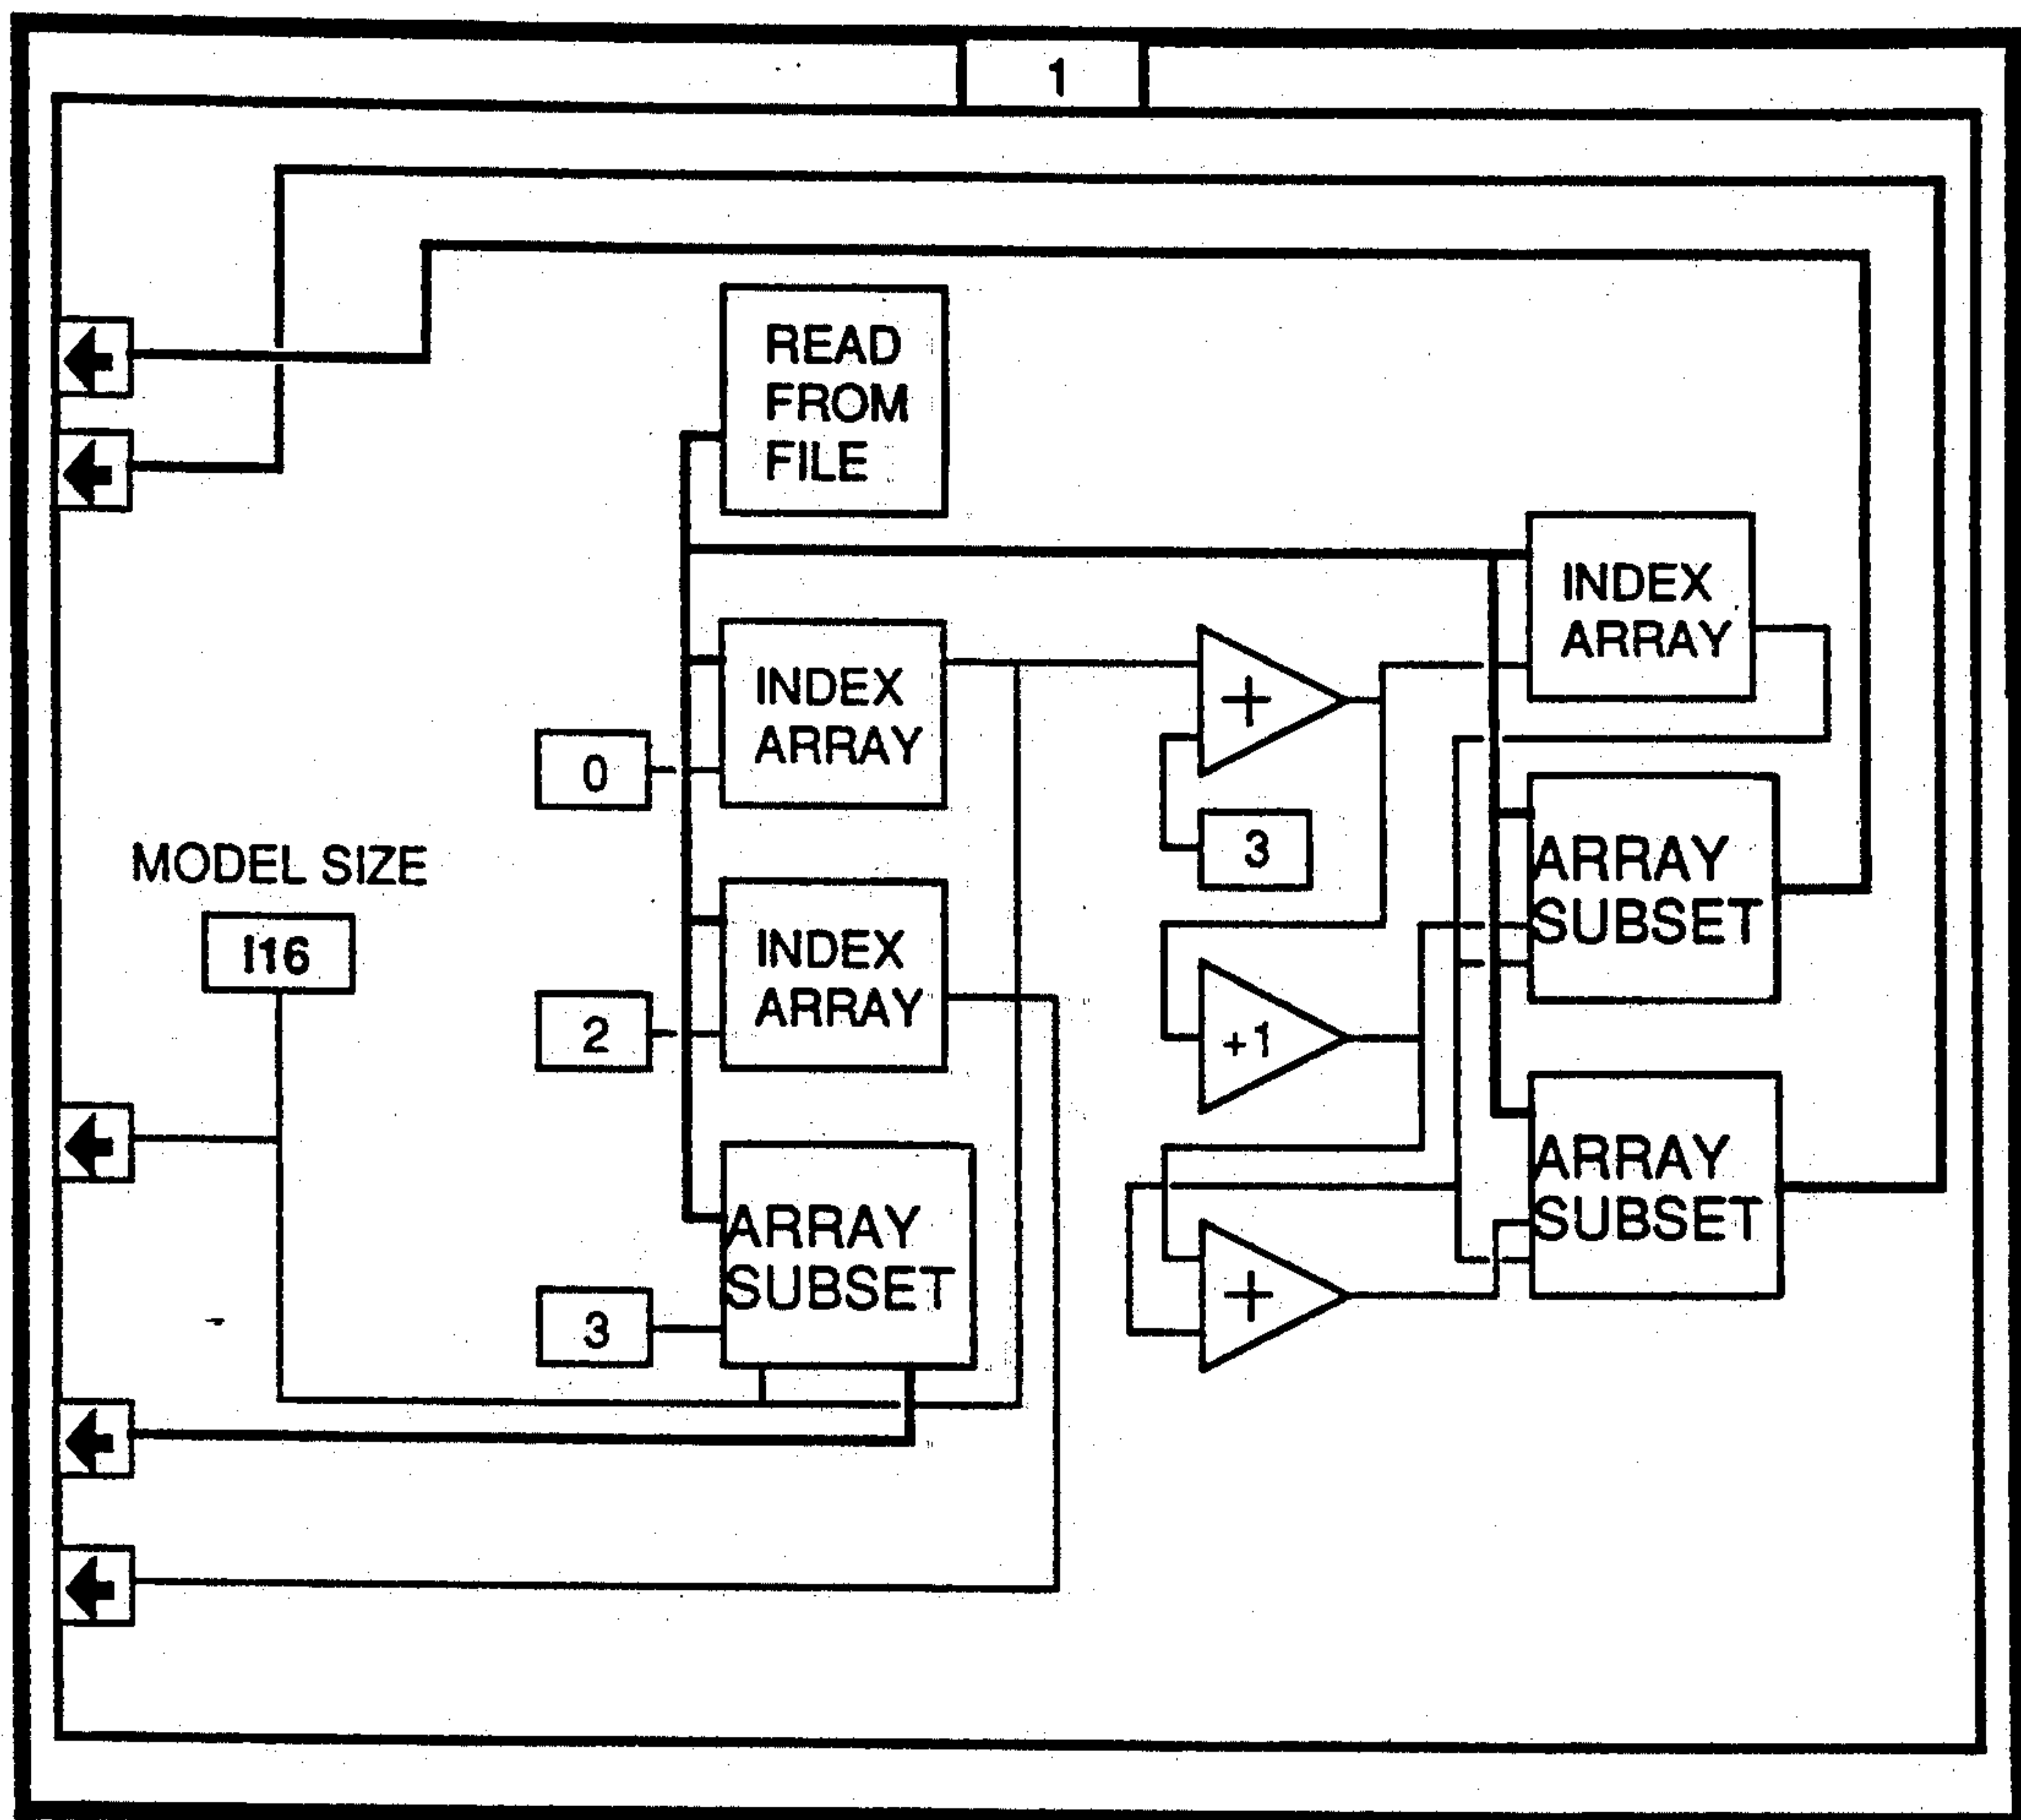 1
READ
FROM
FILE
INDEX
ARRAY
INDEX
ARRAY
0
+
3
MODEL SIZE
I16
ARRAY
SUBSET
INDEX
ARRAY
2
+1
ARRAY
SUBSET
ARRAY
SUBSET
3
+